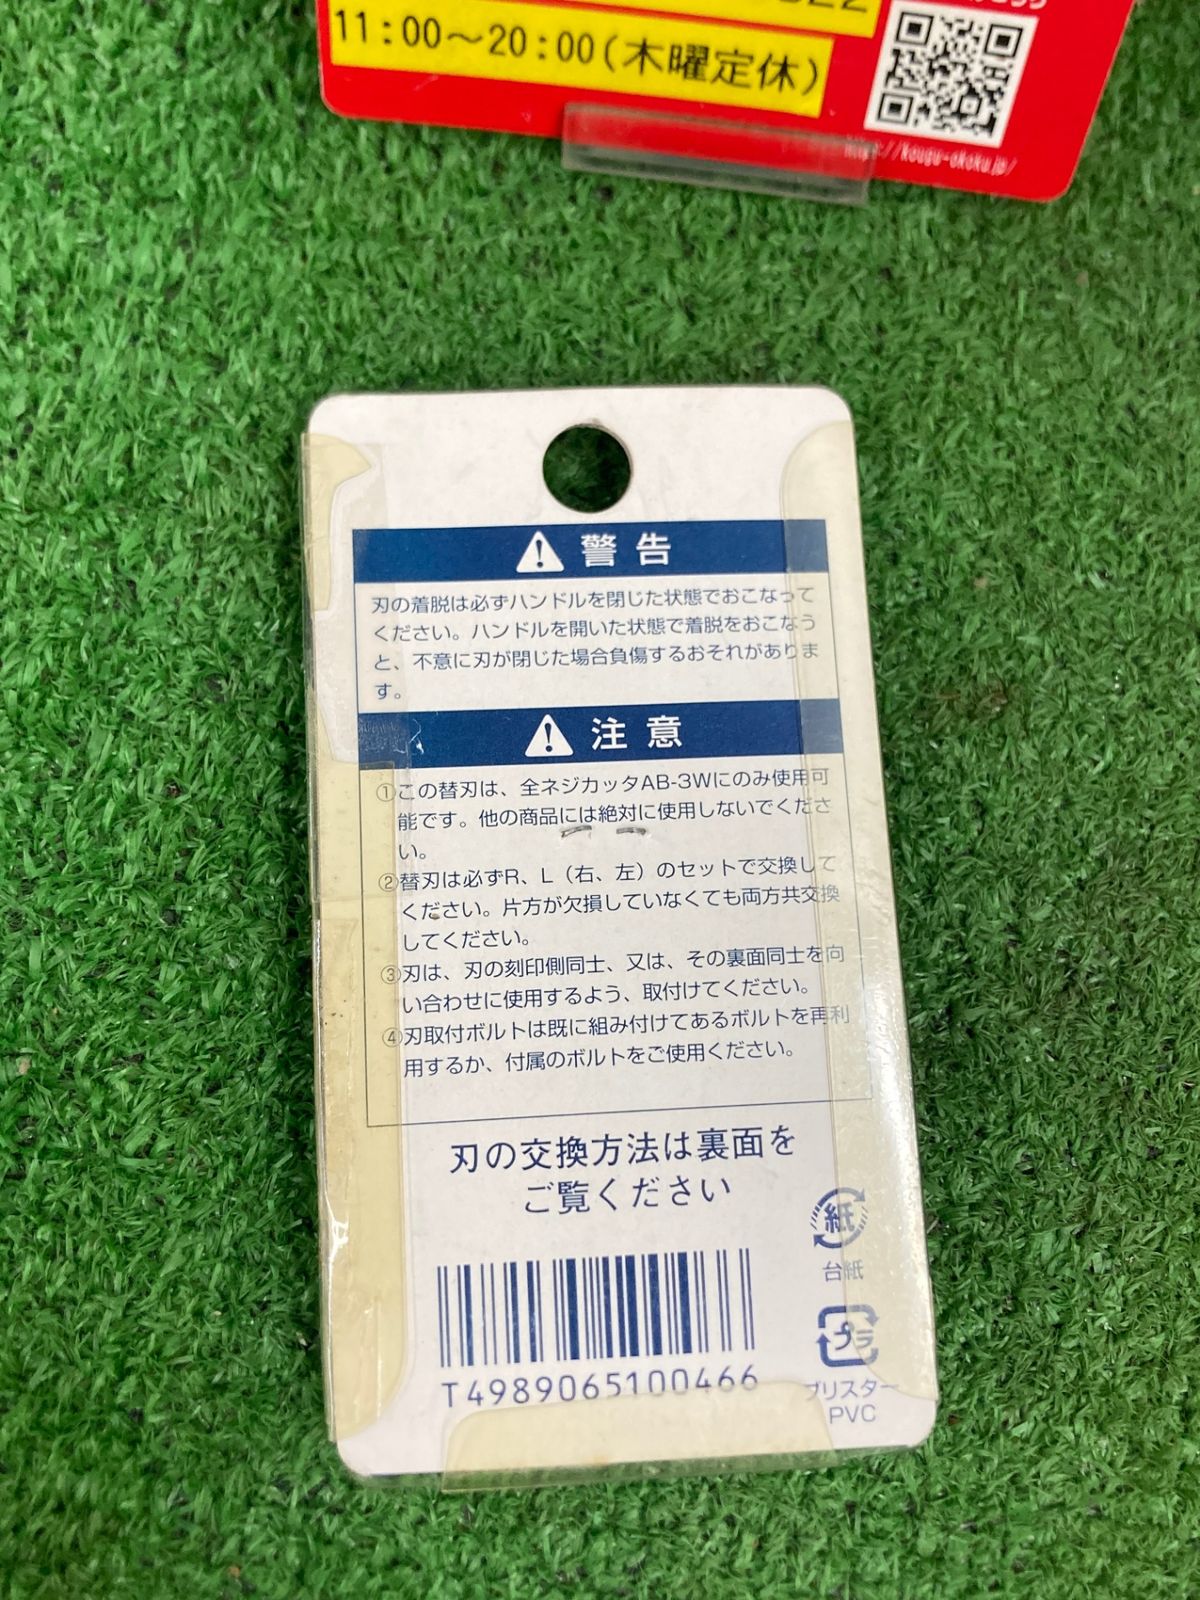 11:00～20:00(木曜定休)
https://kougu-okoku.jp/
警告
刃の着脱は必ずハンドルを閉じた状態でおこなって
ください。ハンドルを開いた状態で着脱をおこなう
と、不意に刃が閉じた場合負傷するおそれがありま
す。
注意
①この替刃は、全ネジカッタAB-3Wにのみ使用可
能です。他の商品には絶対に使用しないでくださ
い。
②替刃は必ずR、L（右、左）のセットで交換して
ください。片方が欠損していなくても両方共交換
してください。
③刃は、刃の刻印側同士、又は、その裏面同士を向
い合わせに使用するよう、取付けてください。
④刃取付ボルトは既に組み付けてあるボルトを再利
用するか、付属のボルトをご使用ください。
刃の交換方法は裏面を
ご覧ください
紙
台紙
プラ
ブリスター
PVC
T4989065100466